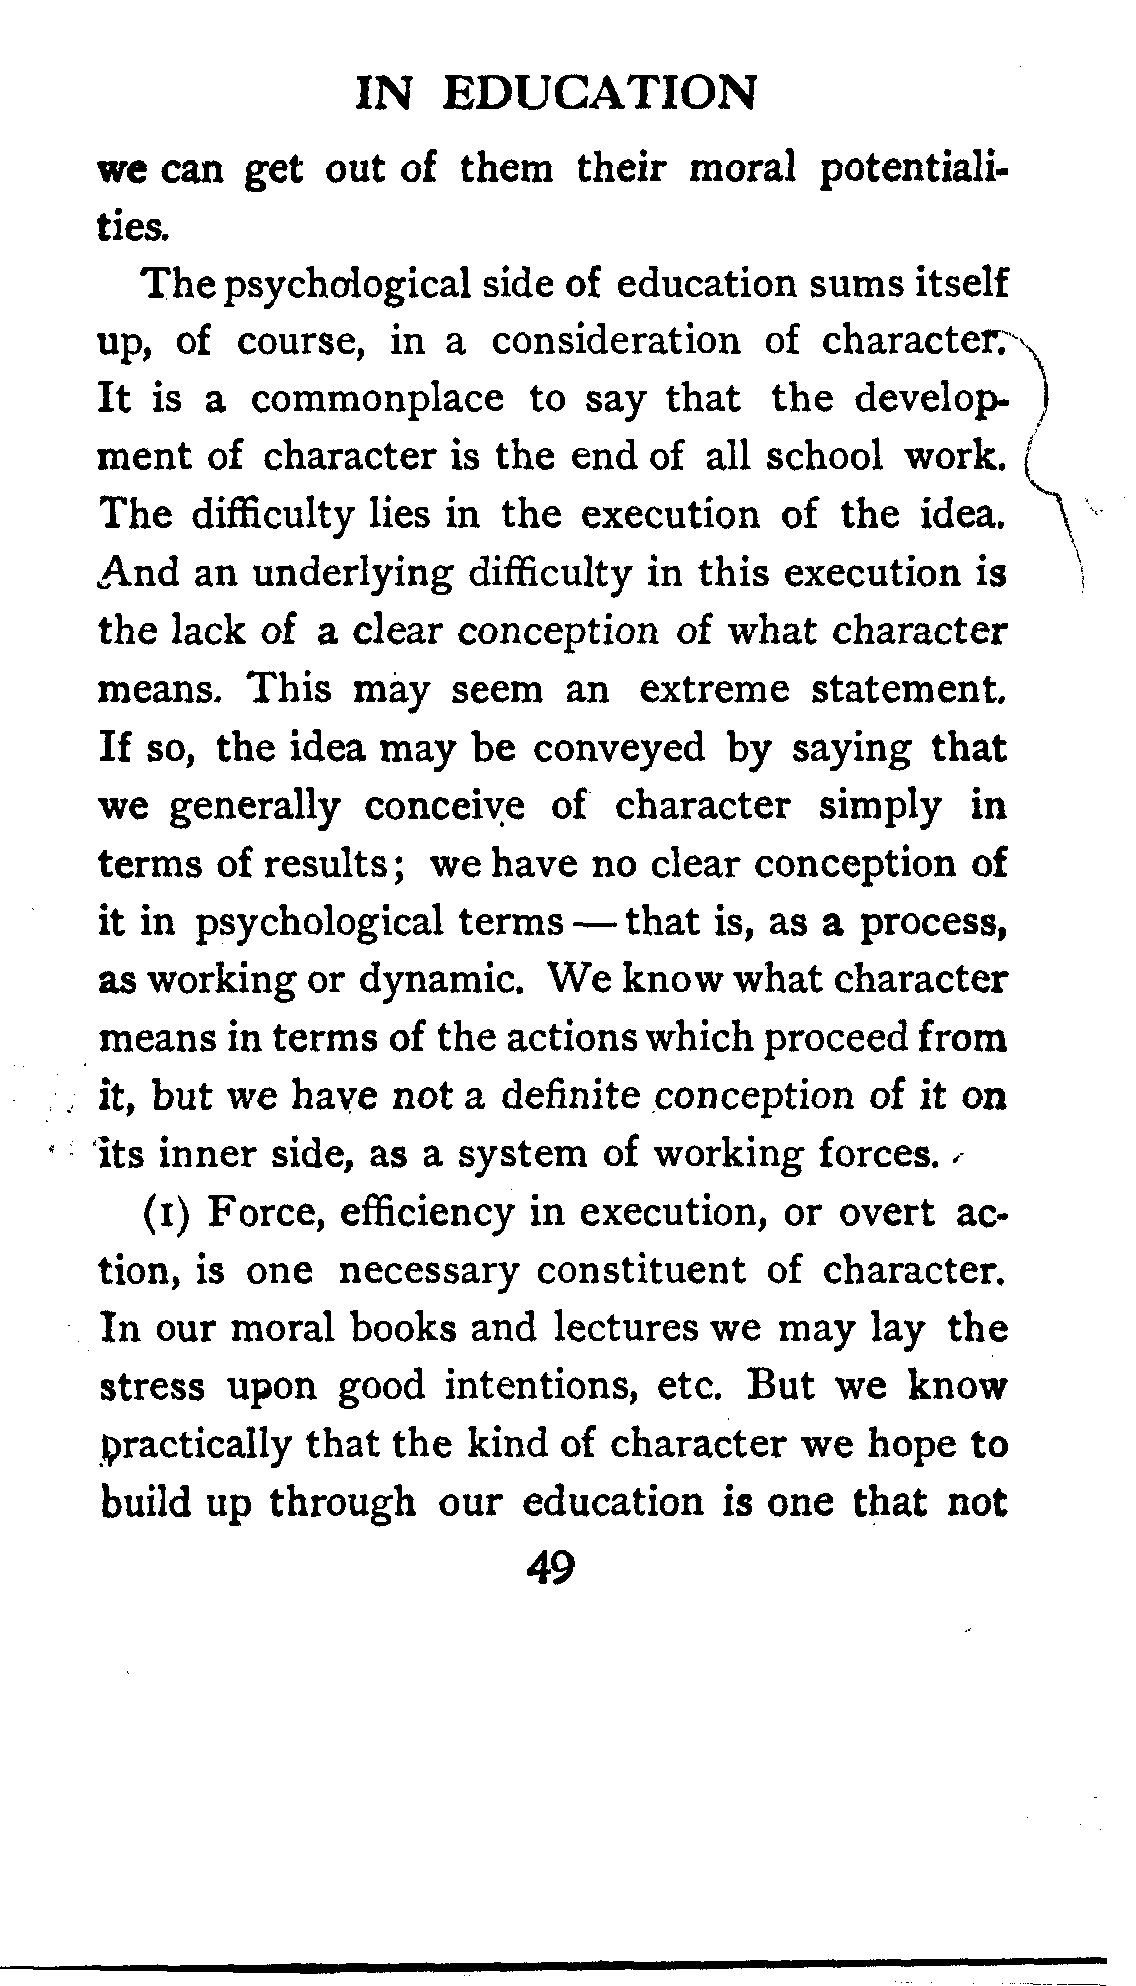 IN EDUCATION
we can get out of them their moral potentiali-
ties.
The psychological side of education sums itself
up, of course, in a consideration of character.
It is a commonplace to say that the develop-
ment of character is the end of all school work.
The difficulty lies in the execution of the idea.
And an underlying difficulty in this execution is
the lack of a clear conception of what character
means. This may seem an extreme statement.
If so, the idea may be conveyed by saying that
we generally conceive of character simply in
terms of results; we have no clear conception of
it in psychological terms — that is, as a process,
as working or dynamic. We know what character
means in terms of the actions which proceed from
it, but we have not a definite conception of it on
its inner side, as a system of working forces.
(1) Force, efficiency in execution, or overt ac-
tion, is one necessary constituent of character.
In our moral books and lectures we may lay the
stress upon good intentions, etc. But we know
practically that the kind of character we hope to
build up through our education is one that not
49